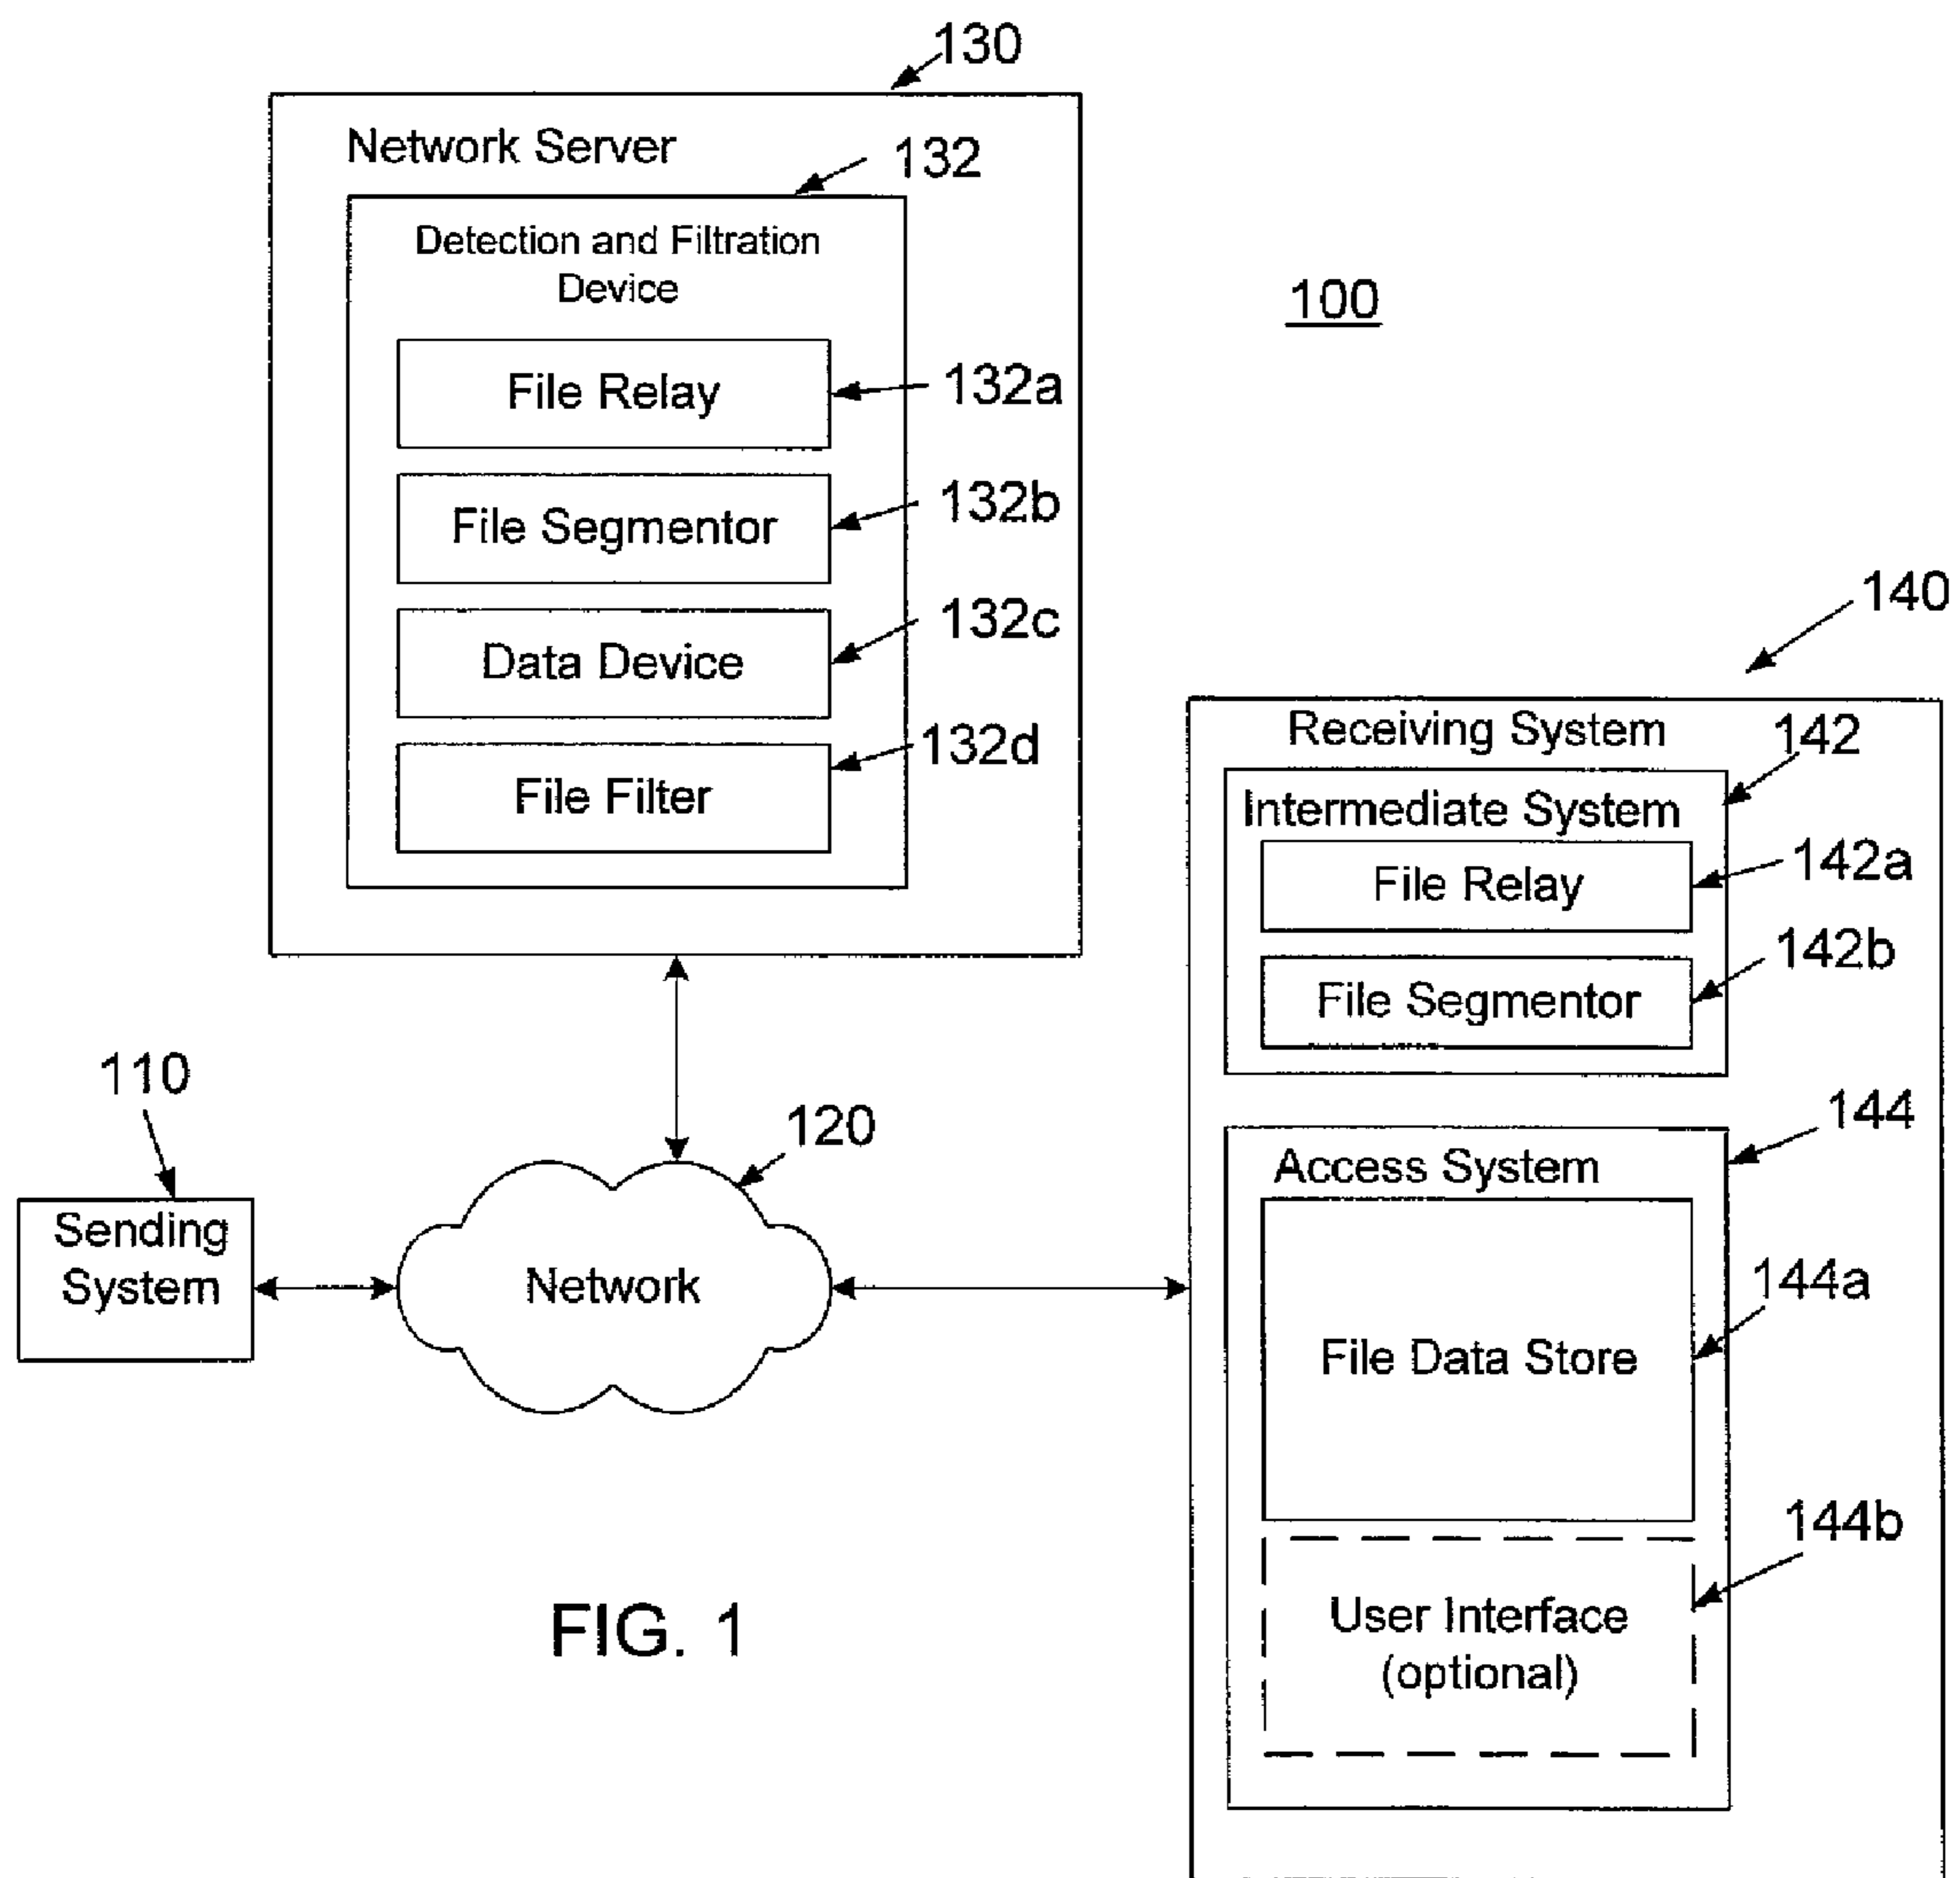 130
Network Server
132
Detection and Filtration
Device
100
File Relay
132a
File Segmentor
132b
Data Device
132c
File Filter
132d
140
Receiving System
142
Intermediate System
File Relay
142a
File Segmentor
142b
110
Sending
System
120
Network
144
Access System
File Data Store
144a
User Interface
(optional)
144b
FIG. 1